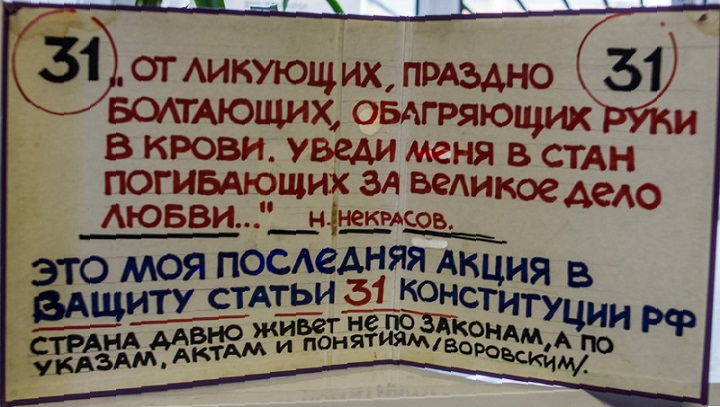 31 „ОТ ЛИКУЮЩИХ, ПРАЗДНО 31
БОЛТАЮЩИХ, ОБАГРЯЮЩИХ РУКИ
В КРОВИ. УВЕДИ МЕНЯ В СТАН
ПОГИБАЮЩИХ ЗА ВЕЛИКОЕ ДЕЛО
ЛЮБВИ..." Н. НЕКРАСОВ.
ЭТО МОЯ ПОСЛЕДНЯЯ АКЦИЯ В
ЗАЩИТУ СТАТЬИ 31 КОНСТИТУЦИИ РФ
СТРАНА ДАВНО ЖИВЕТ НЕ ПО ЗАКОНАМ, А ПО
УКАЗАМ, АКТАМ И ПОНЯТИЯМ/ВОРОВСКИМ/.